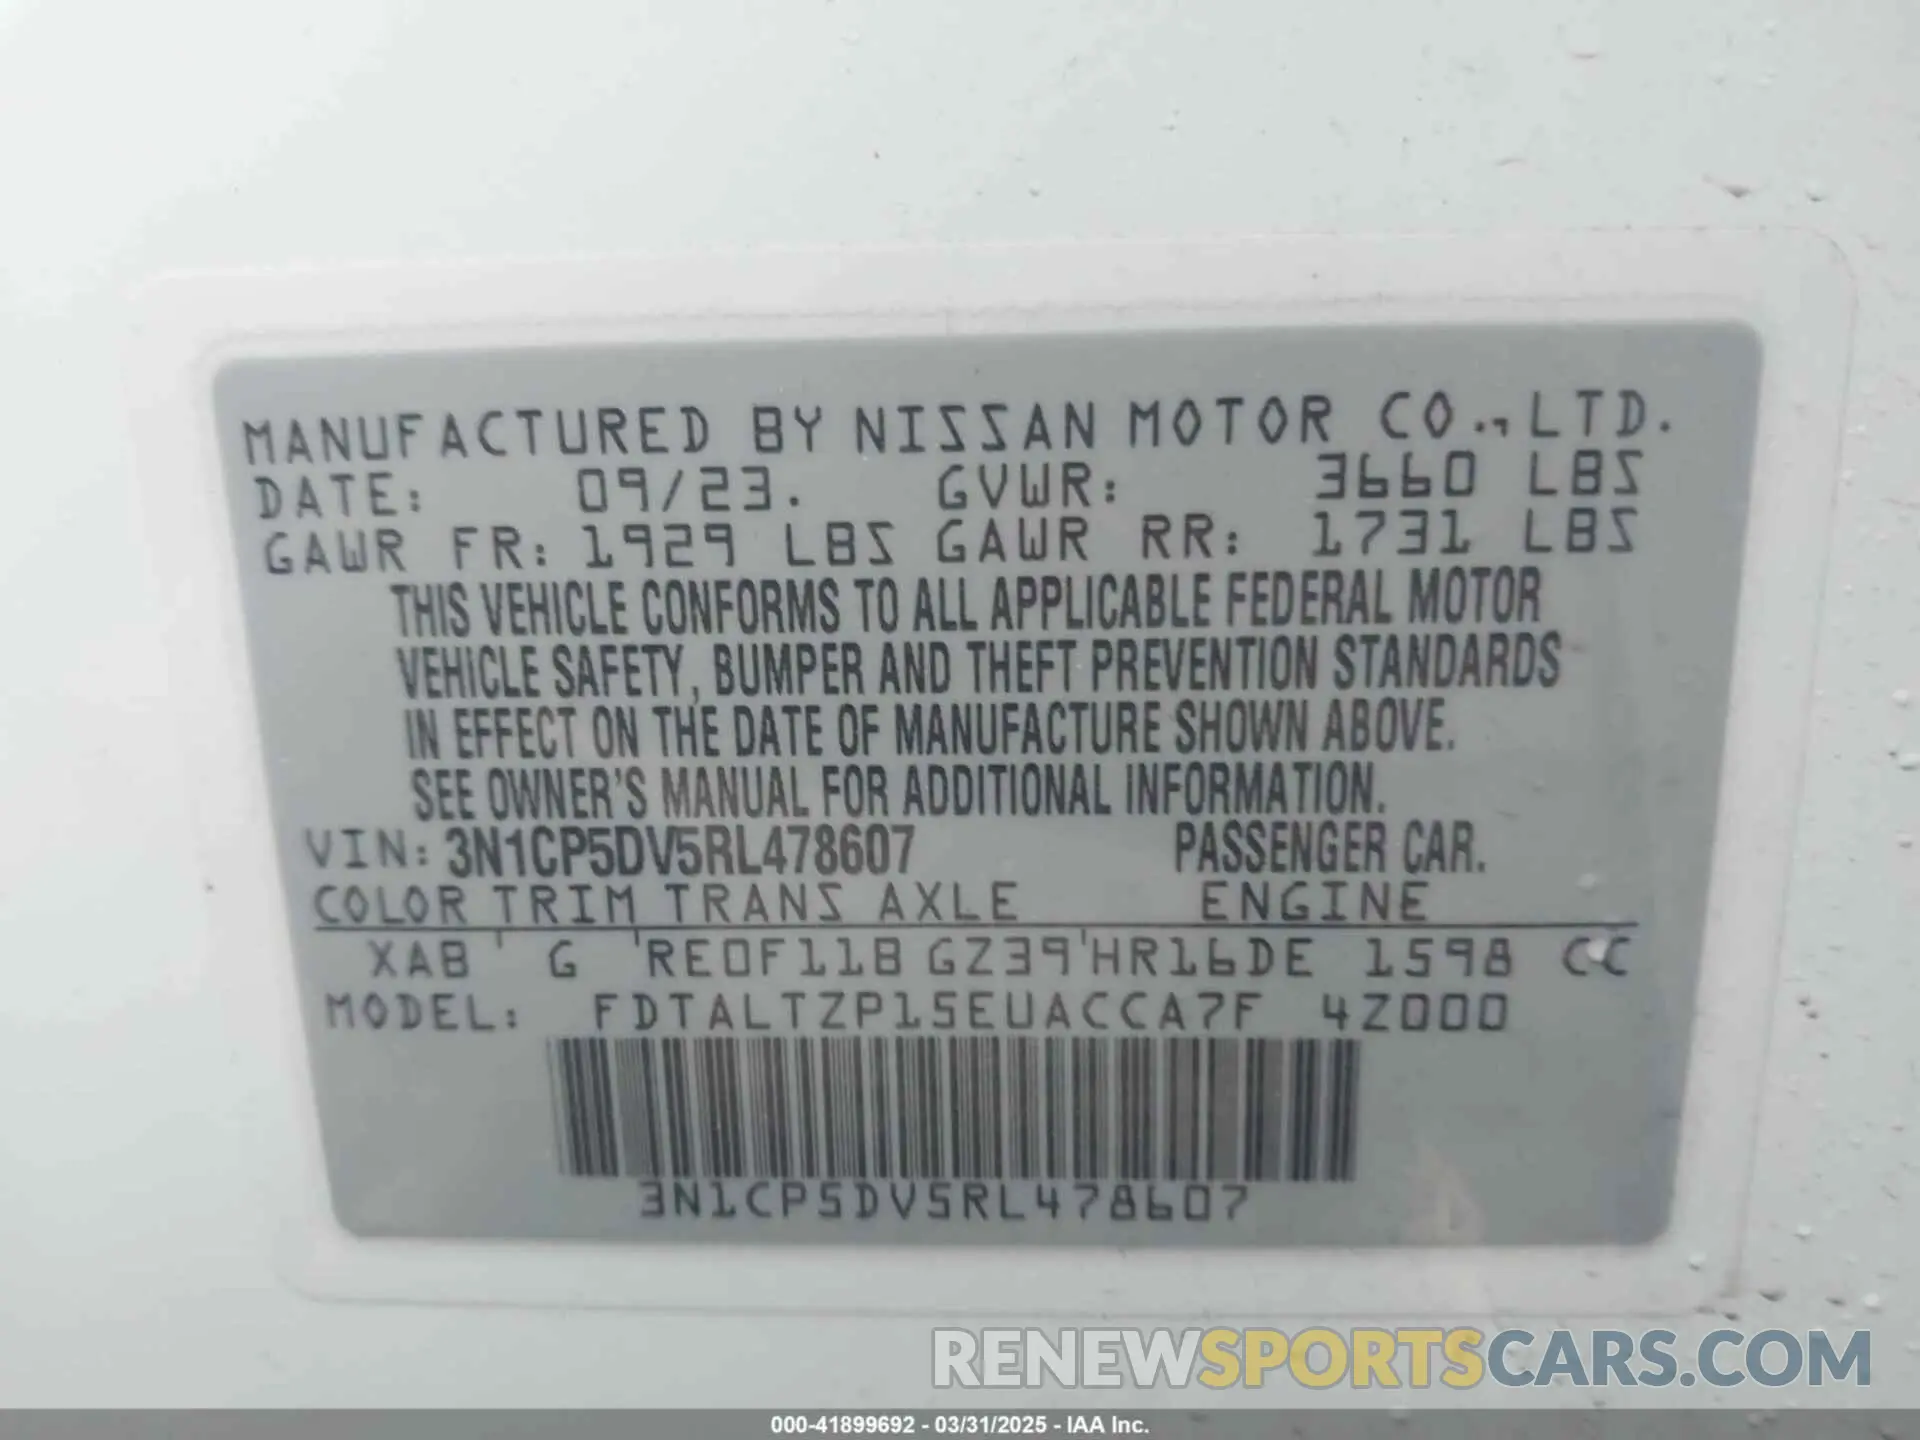 MANUFACTURED BY NISSAN MOTOR CO., LTD.
DATE: 09/23. GVWR: 3660 LBS
GAWR FR: 1929 LBS GAWR RR: 1731 LBS
THIS VEHICLE CONFORMS TO ALL APPLICABLE FEDERAL MOTOR
VEHICLE SAFETY, BUMPER AND THEFT PREVENTION STANDARDS
IN EFFECT ON THE DATE OF MANUFACTURE SHOWN ABOVE.
SEE OWNER'S MANUAL FOR ADDITIONAL INFORMATION.
VIN: 3N1CP5DV5RL478607 PASSENGER CAR.
COLOR TRIM TRANS AXLE ENGINE
XAB G RE0F11B GZ39 HR16DE 1598 CC
MODEL: FDTALTZP15EUACCA7F 4Z000
3N1CP5DV5RL478607
RENEWSPORTSCARS.COM
000-41899692 - 03/31/2025 - IAA Inc.